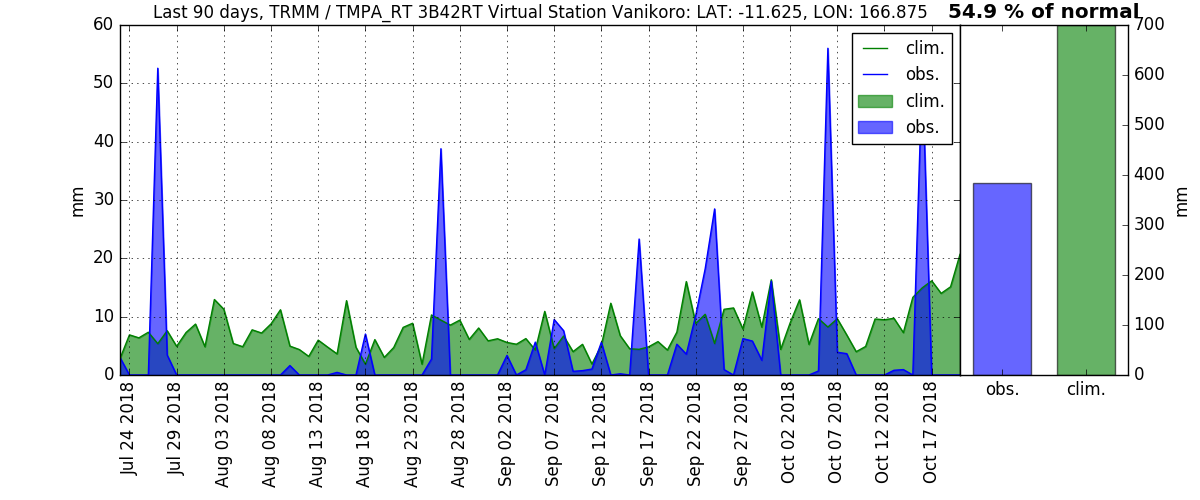 Last 90 days, TRMM / TMPA_RT 3B42RT Virtual Station Vanikoro: LAT: -11.625, LON: 166.875
54.9 % of normal
60
50
40
30
20
10
0
mm
clim.
obs.
clim.
obs.
700
600
500
400
300
200
100
0
mm
Jul 24 2018
Jul 29 2018
Aug 03 2018
Aug 08 2018
Aug 13 2018
Aug 18 2018
Aug 23 2018
Aug 28 2018
Sep 02 2018
Sep 07 2018
Sep 12 2018
Sep 17 2018
Sep 22 2018
Sep 27 2018
Oct 02 2018
Oct 07 2018
Oct 12 2018
Oct 17 2018
obs.
clim.